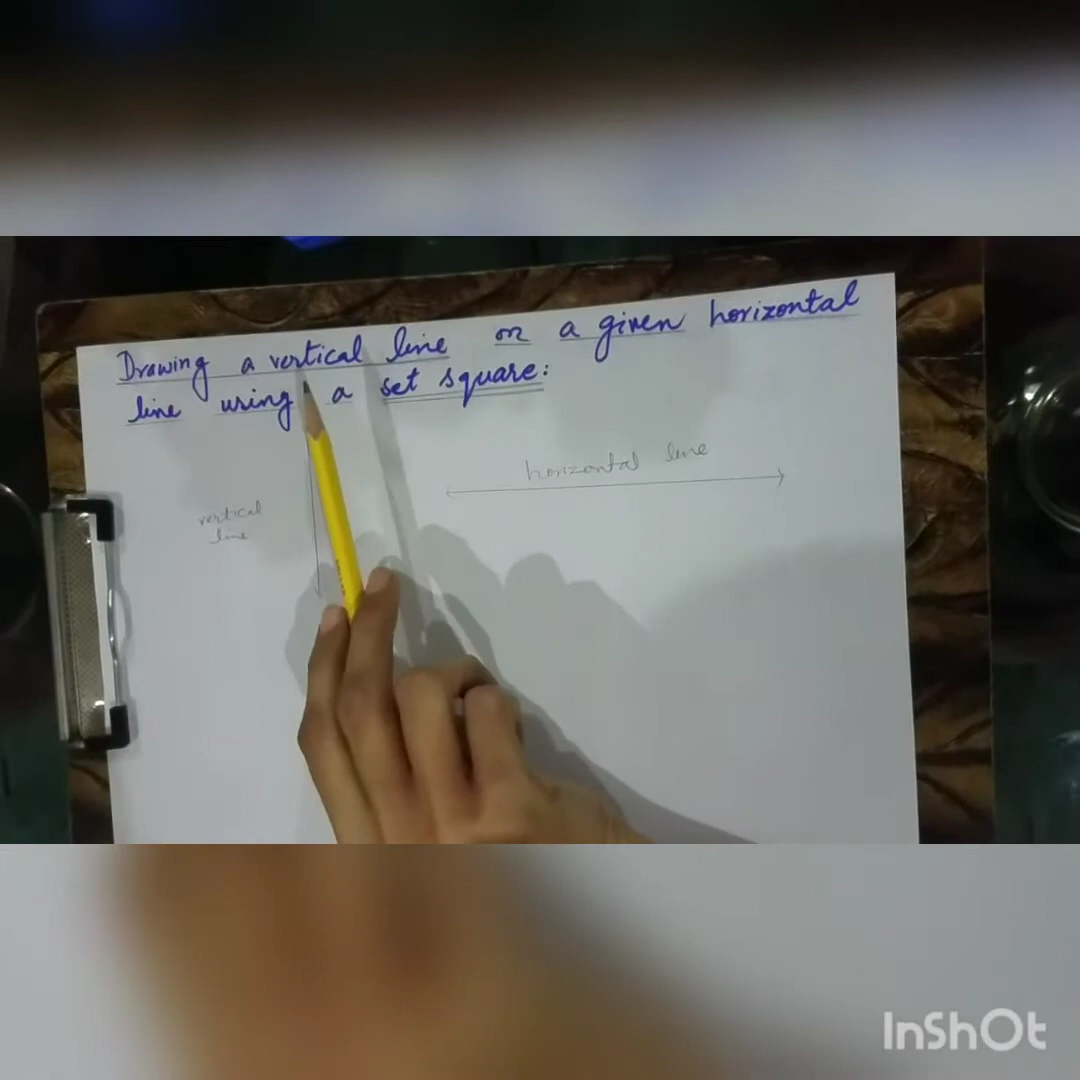 Drawing a vertical line on a given horizontal
line using a set square:
horizontal line
vertical
line
InShOt